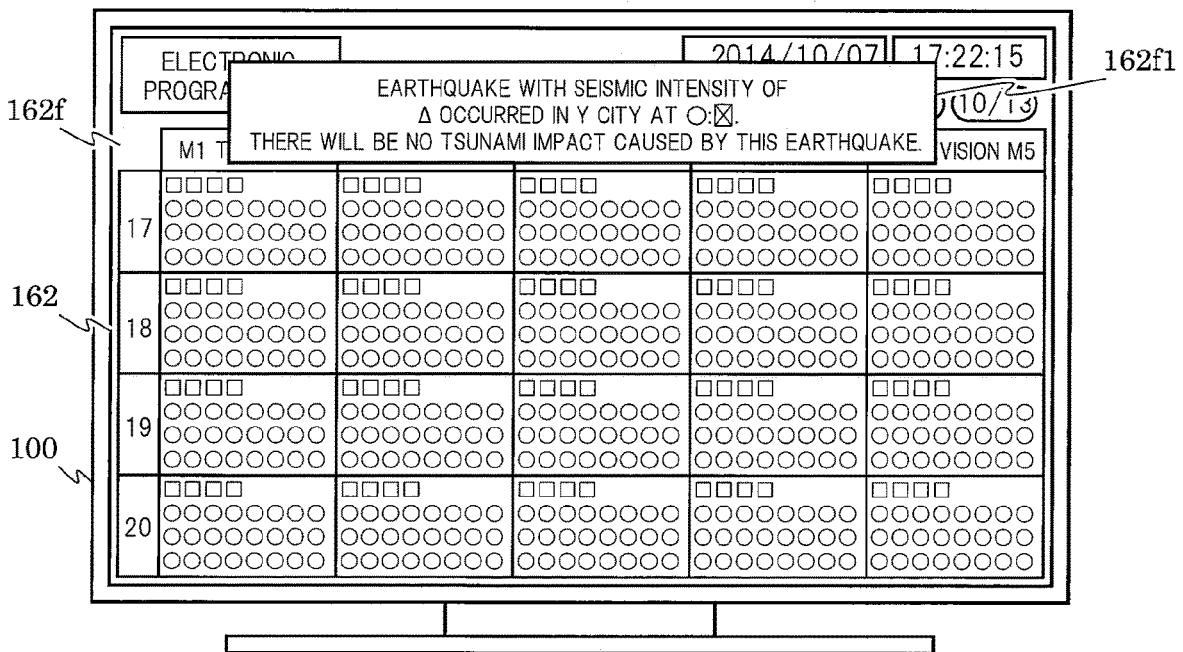 ELECTRONIC
PROGRA
2014/10/07
17:22:15
162f1
EARTHQUAKE WITH SEISMIC INTENSITY OF
Δ OCCURRED IN Y CITY AT ○:☒.
THERE WILL BE NO TSUNAMI IMPACT CAUSED BY THIS EARTHQUAKE.
10/13
162f
M1 T
VISION M5
17
162
18
19
100
20